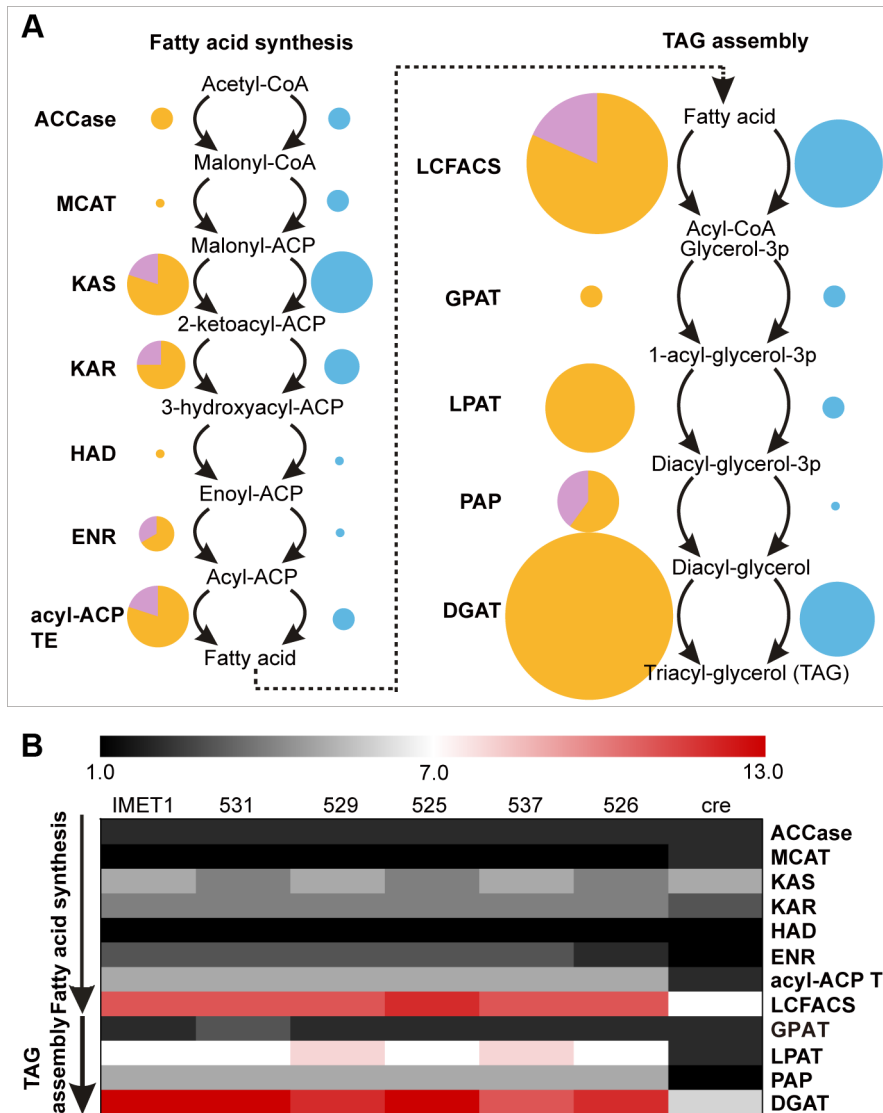 A
Fatty acid synthesis
Acetyl-CoA
ACCase
Malonyl-CoA
MCAT
Malonyl-ACP
KAS
2-ketoacyl-ACP
KAR
3-hydroxyacyl-ACP
HAD
Enoyl-ACP
ENR
Acyl-ACP
acyl-ACP
TE
Fatty acid
TAG assembly
Fatty acid
LCFACS
Acyl-CoA
Glycerol-3p
GPAT
1-acyl-glycerol-3p
LPAT
Diacyl-glycerol-3p
PAP
Diacyl-glycerol
DGAT
Triacyl-glycerol (TAG)
B
1.0 7.0 13.0
IMET1 531 529 525 537 526 cre
Fatty acid synthesis
TAG
assembly
ACCase
MCAT
KAS
KAR
HAD
ENR
acyl-ACP T
LCFACS
GPAT
LPAT
PAP
DGAT